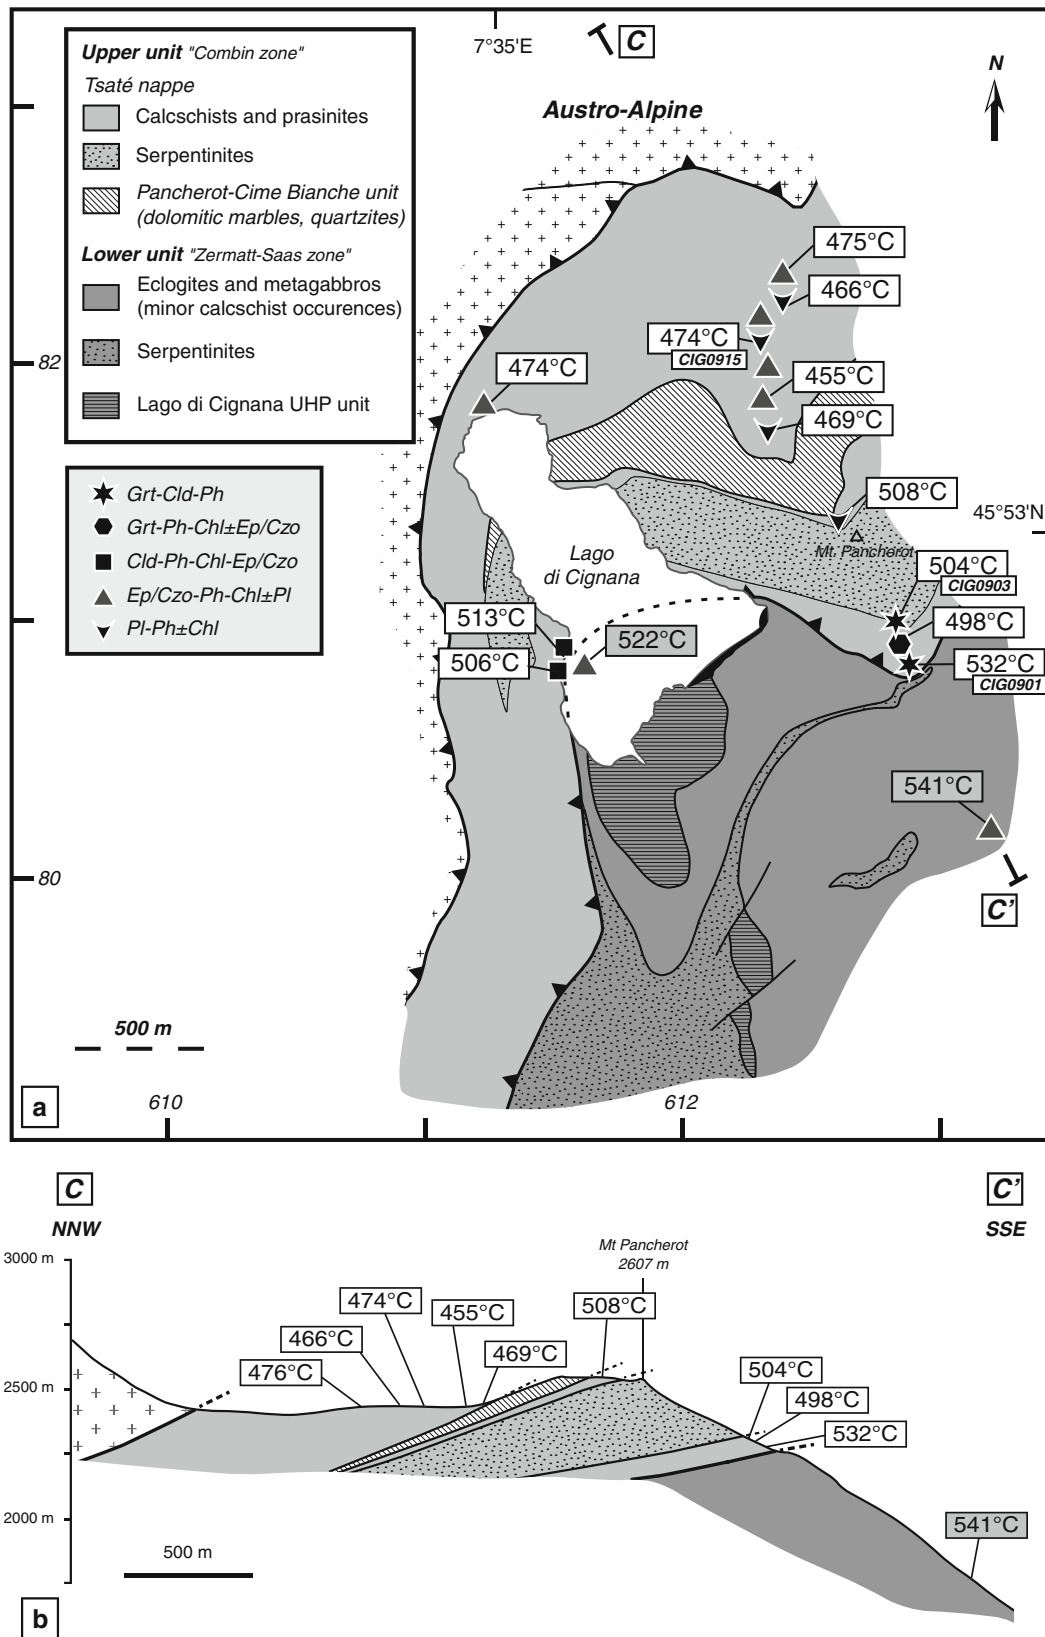 Upper unit "Combin zone"
Tsaté nappe
Calcschists and prasinites
Serpentinites
Pancherot-Cime Bianche unit
(dolomitic marbles, quartzites)
Lower unit "Zermatt-Saas zone"
Eclogites and metagabbros
(minor calcschist occurences)
Serpentinites
Lago di Cignana UHP unit
Grt-Cld-Ph
Grt-Ph-Chl±Ep/Czo
Cld-Ph-Chl-Ep/Czo
Ep/Czo-Ph-Chl±Pl
Pl-Ph±Chl
7°35'E
C
N
Austro-Alpine
475°C
466°C
474°C
CIG0915
474°C
455°C
469°C
508°C
45°53'N
Mt. Pancherot
Lago
di Cignana
504°C
CIG0903
513°C
498°C
522°C
506°C
532°C
CIG0901
541°C
C'
82
80
500 m
a
610
612
C
NNW
C'
SSE
Mt Pancherot
2607 m
3000 m
474°C
455°C
508°C
466°C
469°C
476°C
2500 m
504°C
498°C
532°C
2000 m
541°C
500 m
b